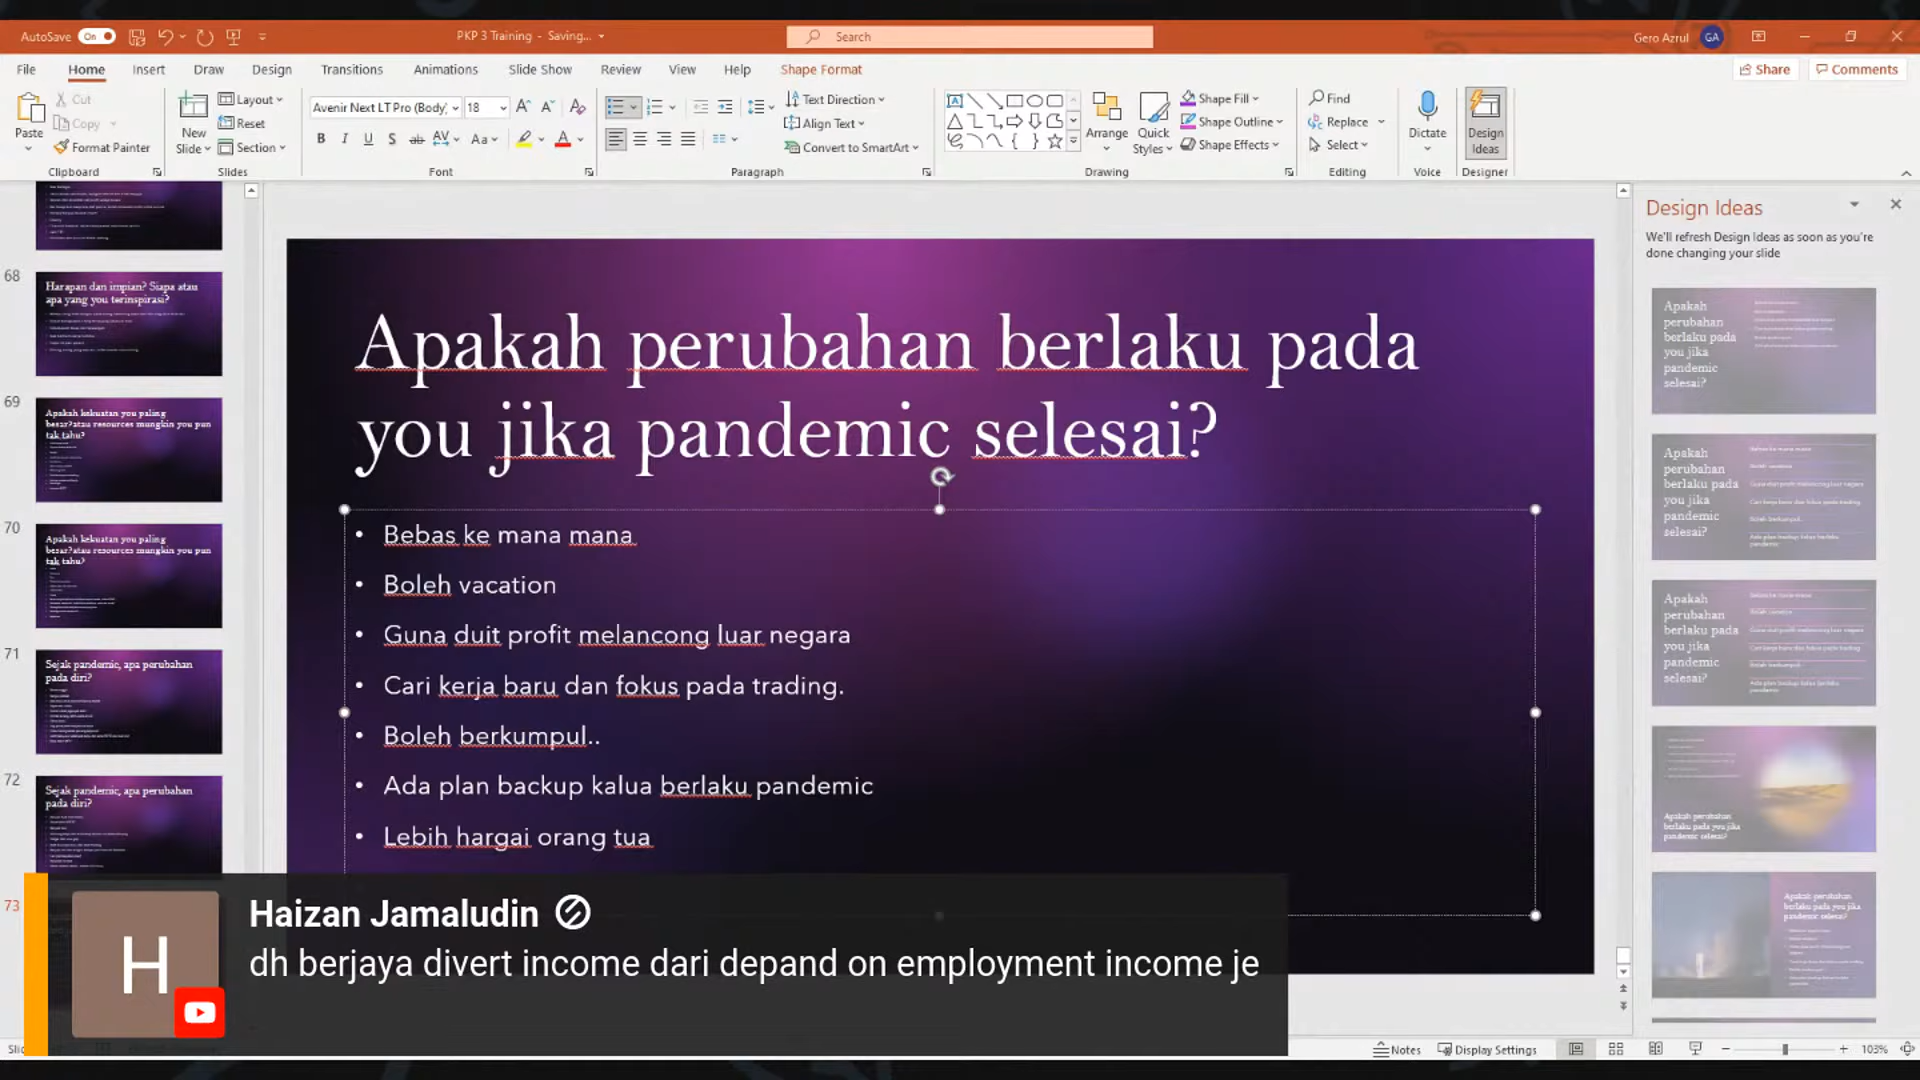 AutoSave On
PKP 3 Training - Saving...
Search
Gero Azrul GA
File Home Insert Draw Design Transitions Animations Slide Show Review View Help Shape Format
Share Comments
Paste
Cut
Copy
Format Painter
Clipboard
New Slide
Layout
Reset
Section
Slides
Avenir Next LT Pro (Body) 18
Font
Text Direction
Align Text
Convert to SmartArt
Paragraph
Arrange
Quick Styles
Shape Fill
Shape Outline
Shape Effects
Drawing
Find
Replace
Select
Editing
Dictate
Voice
Design Ideas
Designer
68
Harapan dan impian? Siapa atau
apa yang you terinspirasi?
69
Apakah kekuatan you paling
besar?atau resources mungkin you pun
tak tahu?
70
Apakah kekuatan you paling
besar?atau resources mungkin you pun
tak tahu?
71
Sejak pandemic, apa perubahan
pada diri?
72
Sejak pandemic, apa perubahan
pada diri?
73
Apakah perubahan berlaku pada
you jika pandemic selesai?
• Bebas ke mana mana
• Boleh vacation
• Guna duit profit melancong luar negara
• Cari kerja baru dan fokus pada trading.
• Boleh berkumpul..
• Ada plan backup kalua berlaku pandemic
• Lebih hargai orang tua
Design Ideas
We'll refresh Design Ideas as soon as you're
done changing your slide
Apakah
perubahan
berlaku pada
you jika
pandemic
selesai?
Apakah
perubahan
berlaku pada
you jika
pandemic
selesai?
Apakah
perubahan
berlaku pada
you jika
pandemic
selesai?
Apakah perubahan
berlaku pada you jika
pandemic selesai?
Apakah perubahan
berlaku pada you jika
pandemic selesai?
H
Haizan Jamaludin
dh berjaya divert income dari depand on employment income je
Notes Display Settings 103%